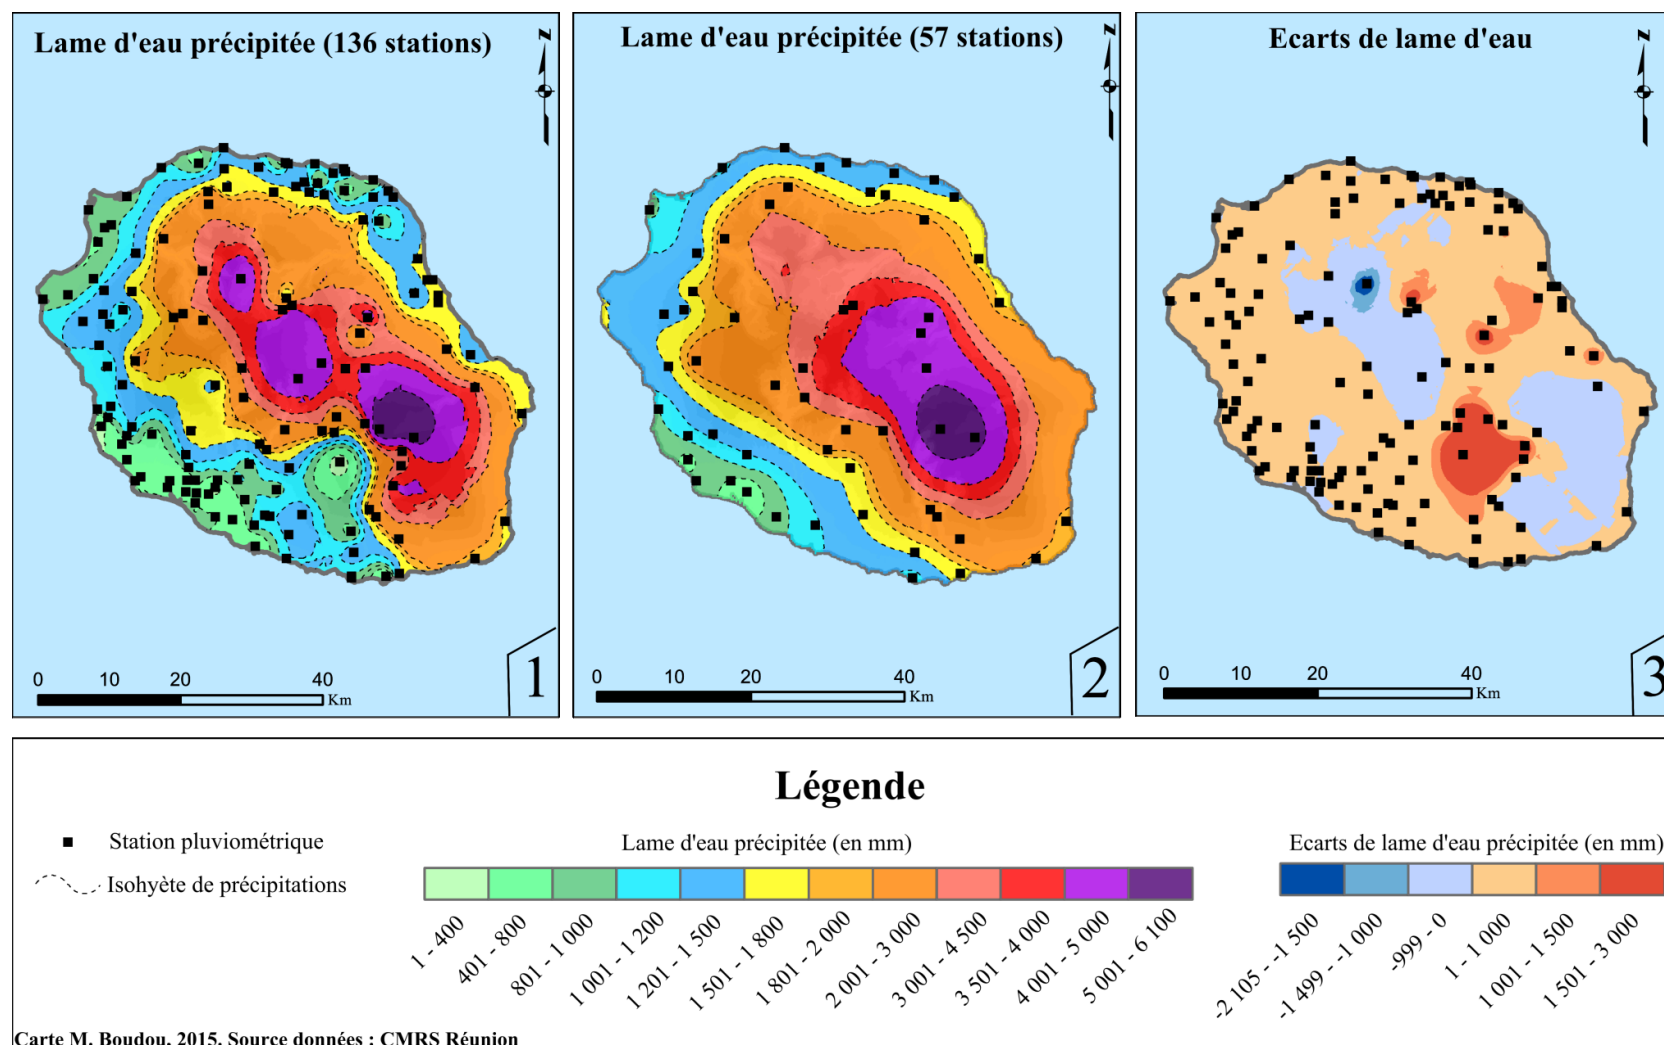 Lame d'eau précipitée (136 stations)
N
0 10 20 40
Km
1
Lame d'eau précipitée (57 stations)
N
0 10 20 40
Km
2
Ecarts de lame d'eau
N
0 10 20 40
Km
3
Légende
Station pluviométrique
Isohyète de précipitations
Lame d'eau précipitée (en mm)
1 - 400
401 - 800
801 - 1 000
1 001 - 1 200
1 201 - 1 500
1 501 - 1 800
1 801 - 2 000
2 001 - 3 000
3 001 - 4 500
3 501 - 4 000
4 001 - 5 000
5 001 - 6 100
Ecarts de lame d'eau précipitée (en mm)
-2 105 - -1 500
-1 499 - -1 000
-999 - 0
1 - 1 000
1 001 - 1 500
1 501 - 3 000
Carte M. Boudou, 2015. Source données : CMRS Réunion